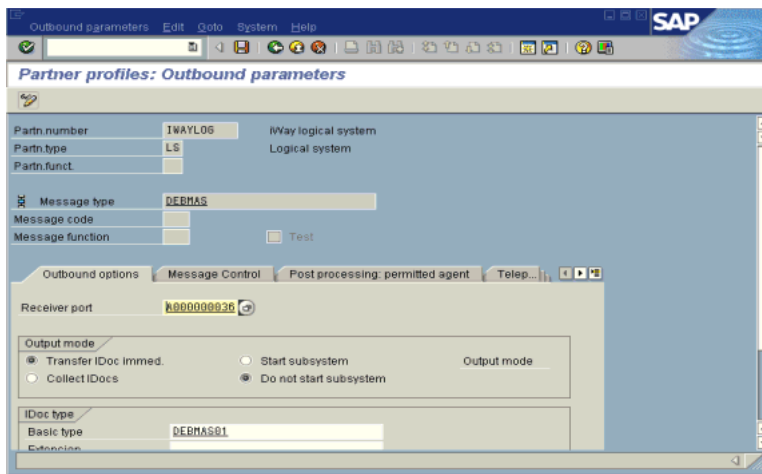 Outbound parameters Edit Goto System Help
SAP
Partner profiles: Outbound parameters
Partn.number IWAYLOG iWay logical system
Partn.type LS Logical system
Partn.funct.
Message type DEBMAS
Message code
Message function Test
Outbound options Message Control Post processing: permitted agent Telep...
Receiver port A000000036
Output mode
Transfer IDoc immed. Start subsystem Output mode
Collect IDocs Do not start subsystem
IDoc type
Basic type DEBMAS01
Extension